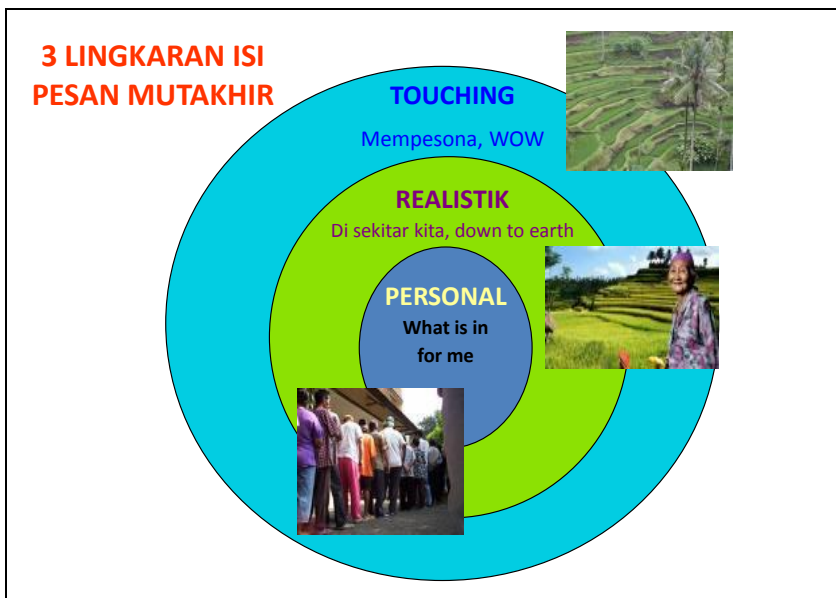 3 LINGKARAN ISI
PESAN MUTAKHIR
TOUCHING
Mempesona, WOW
REALISTIK
Di sekitar kita, down to earth
PERSONAL
What is in
for me